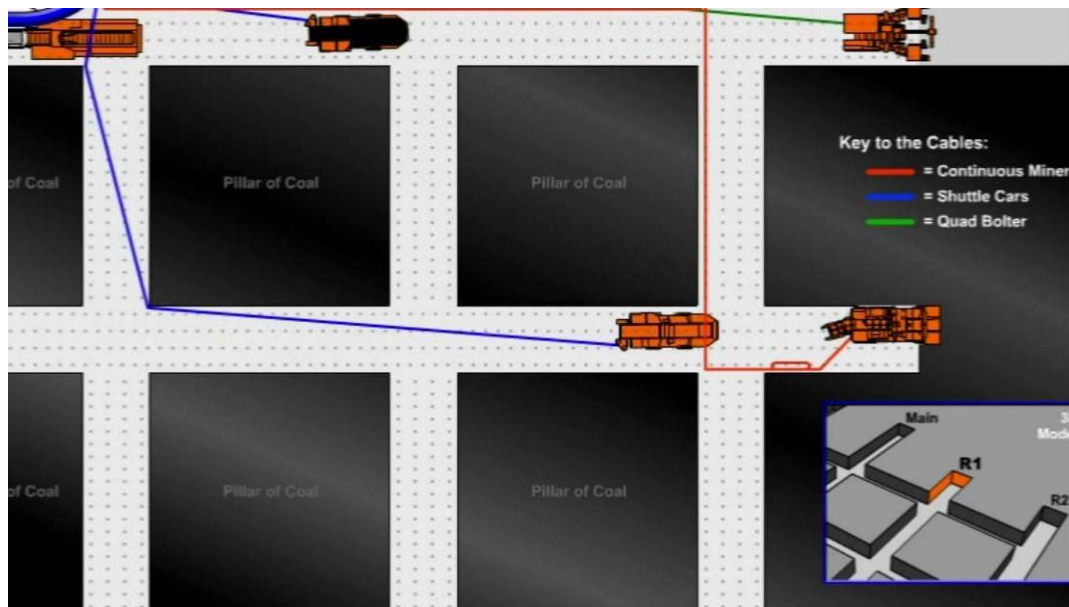 of Coal
Pillar of Coal
Pillar of Coal
Key to the Cables:
= Continuous Miner
= Shuttle Cars
= Quad Bolter
Main
R1
R2
of Coal
Pillar of Coal
Pillar of Coal